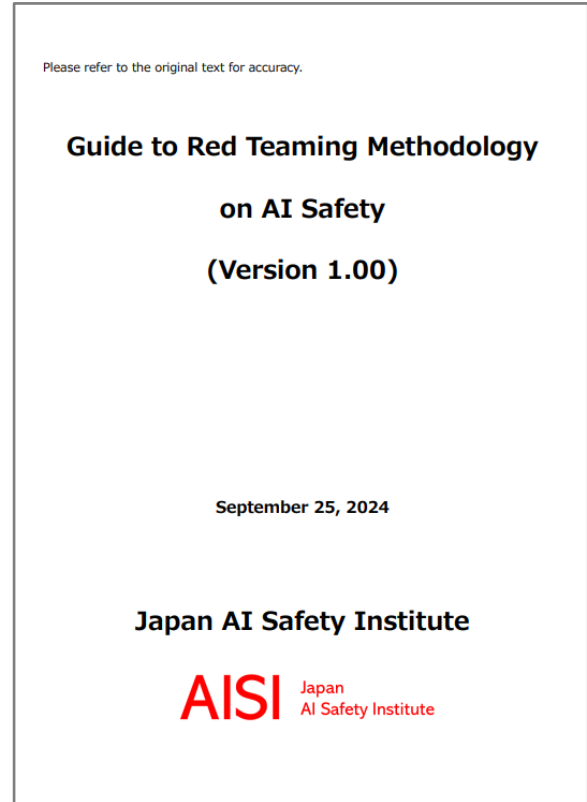 Please refer to the original text for accuracy.
Guide to Red Teaming Methodology
on AI Safety
(Version 1.00)
September 25, 2024
Japan AI Safety Institute
AISI
Japan
AI Safety Institute